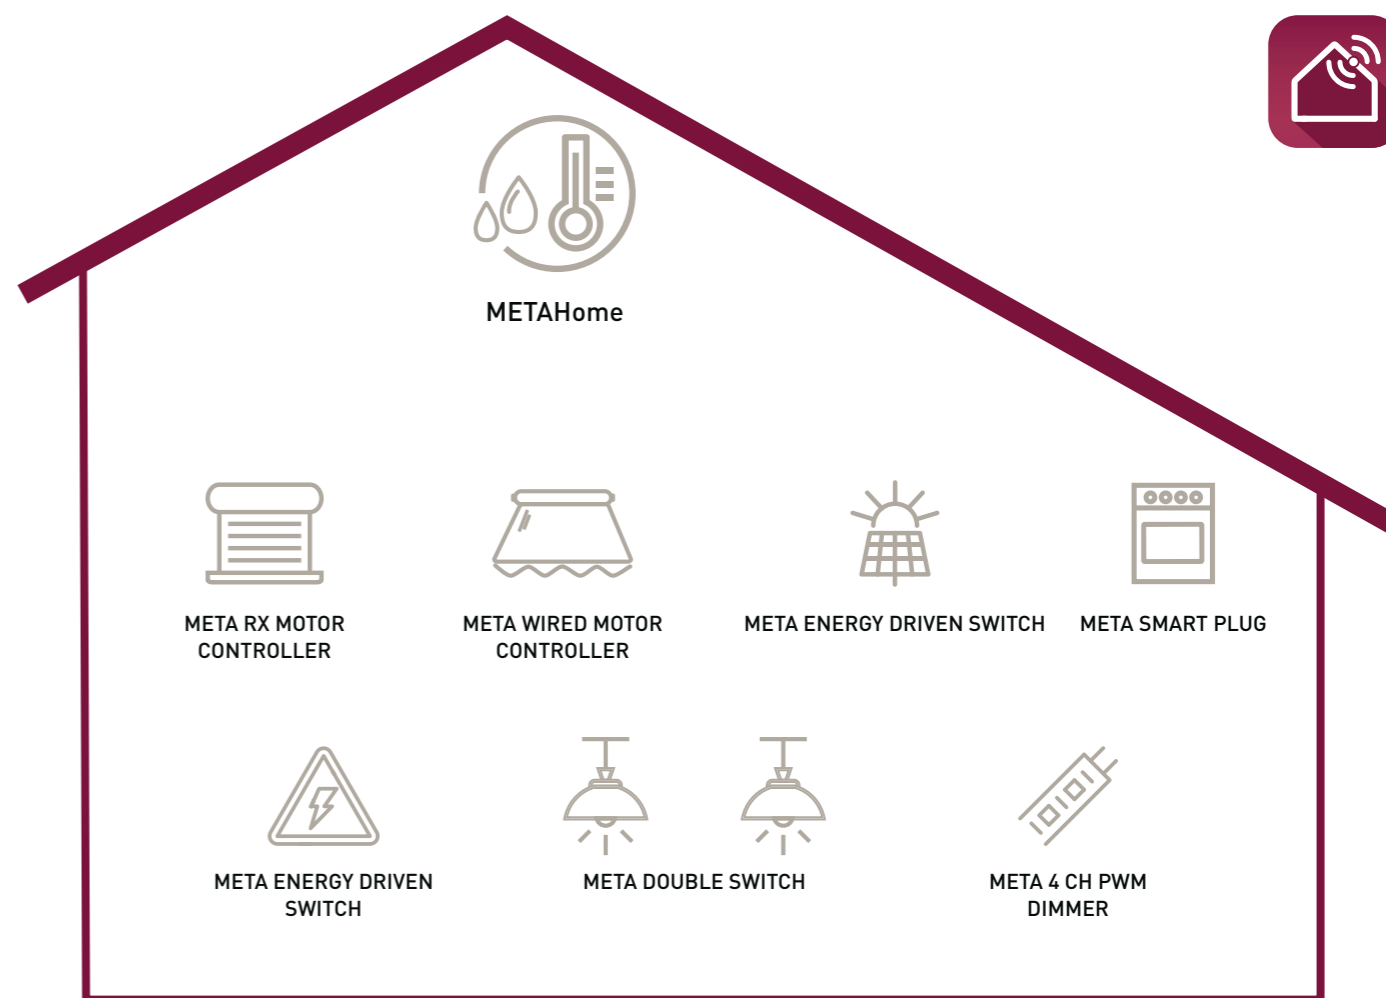 METAHome
META RX MOTOR
CONTROLLER
META WIRED MOTOR
CONTROLLER
META ENERGY DRIVEN SWITCH
META SMART PLUG
META ENERGY DRIVEN
SWITCH
META DOUBLE SWITCH
META 4 CH PWM
DIMMER